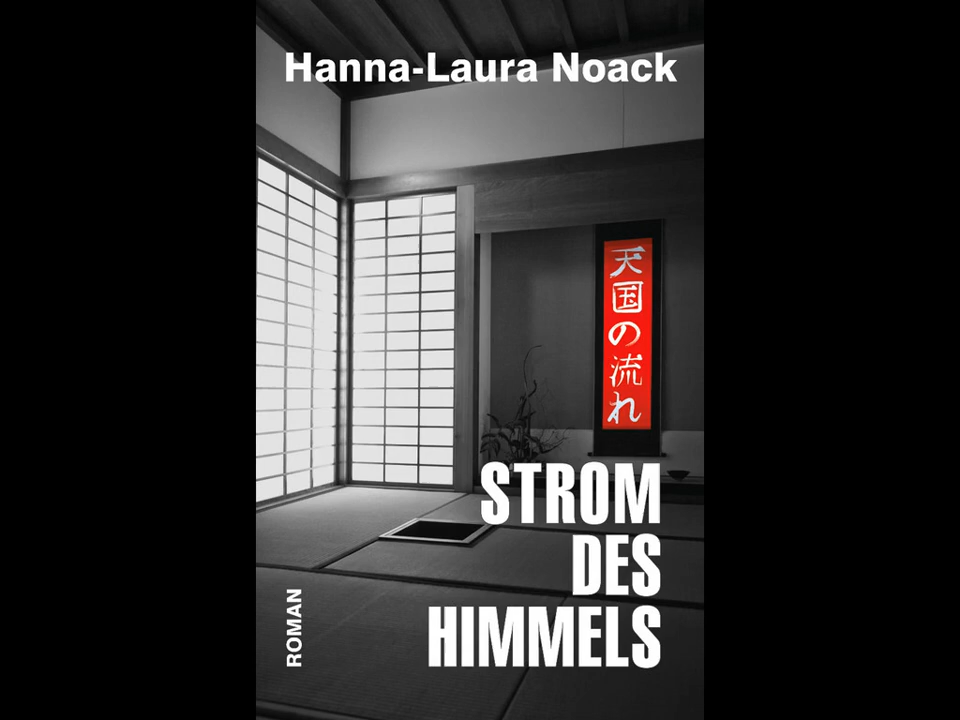 Hanna-Laura Noack
天国の流れ
STROM
DES
HIMMELS
ROMAN